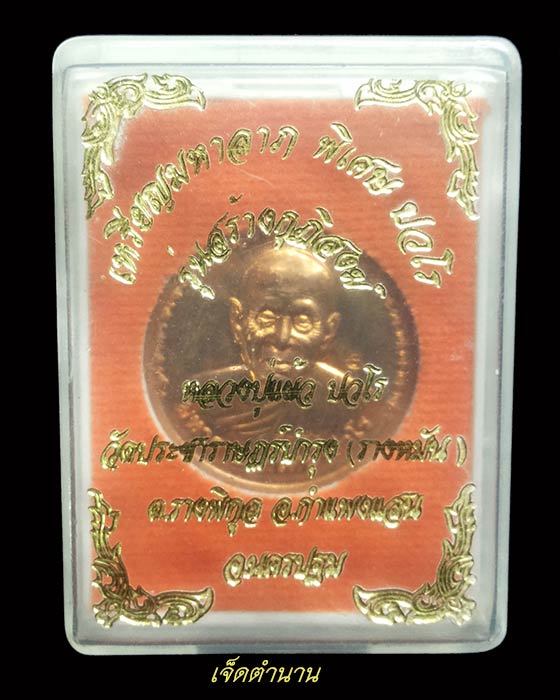 เหรียญมหาลาภ พิเศษ ปวโร
รุ่นสร้างกุฏิสงฆ์
หลวงปู่แผ้ว ปวโร
วัดประชาราษฎร์บำรุง (รางหมัน)
ต.รางพิกุล อ.กำแพงแสน
จ.นครปฐม
เจ็ดตำนาน